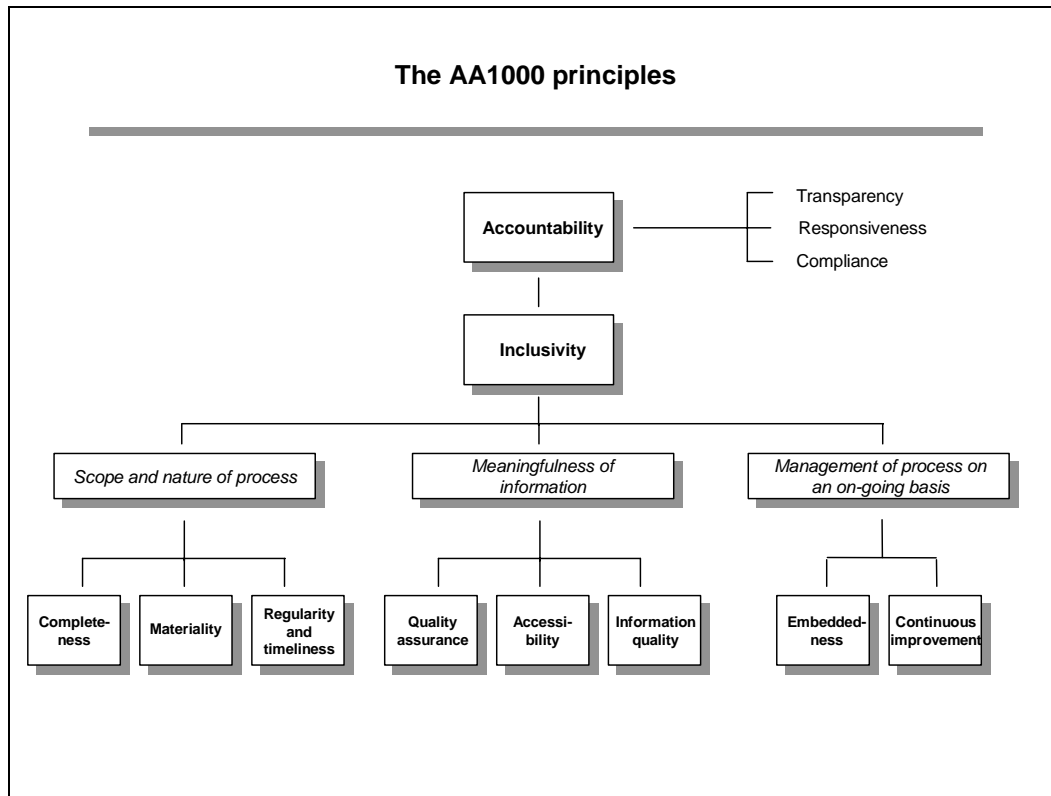 The AA1000 principles
Accountability
Transparency
Responsiveness
Compliance
Inclusivity
Scope and nature of process
Meaningfulness of
information
Management of process on
an on-going basis
Complete-
ness
Materiality
Regularity
and
timeliness
Quality
assurance
Accessi-
bility
Information
quality
Embedded-
ness
Continuous
improvement